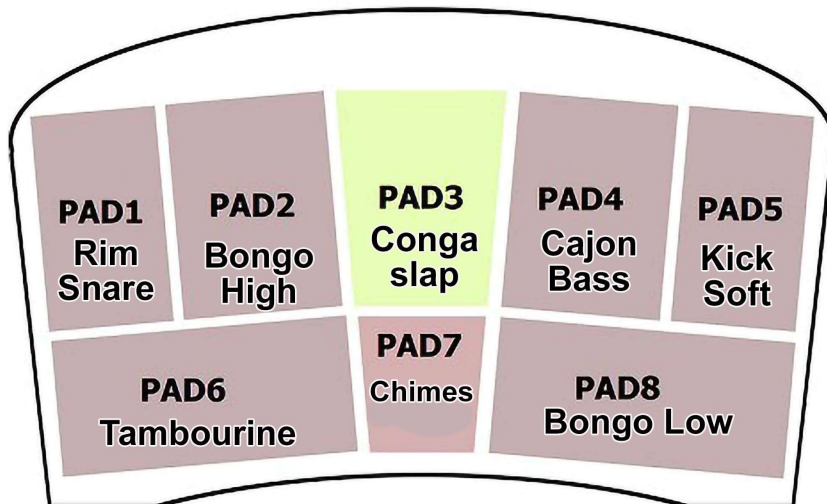 PAD1
Rim
Snare
PAD2
Bongo
High
PAD3
Conga
slap
PAD4
Cajon
Bass
PAD5
Kick
Soft
PAD6
Tambourine
PAD7
Chimes
PAD8
Bongo Low